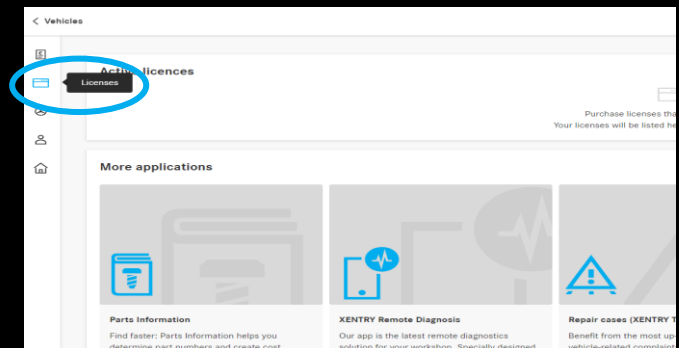 < Vehicles
Active licences
Licenses
Purchase licenses tha
Your licenses will be listed he
More applications
Parts Information
Find faster: Parts Information helps you
determine part numbers and create cost
XENTRY Remote Diagnosis
Our app is the latest remote diagnostics
solution for your workshop. Specially designed
Repair cases (XENTRY T
Benefit from the most up-
vehicle-related complaint